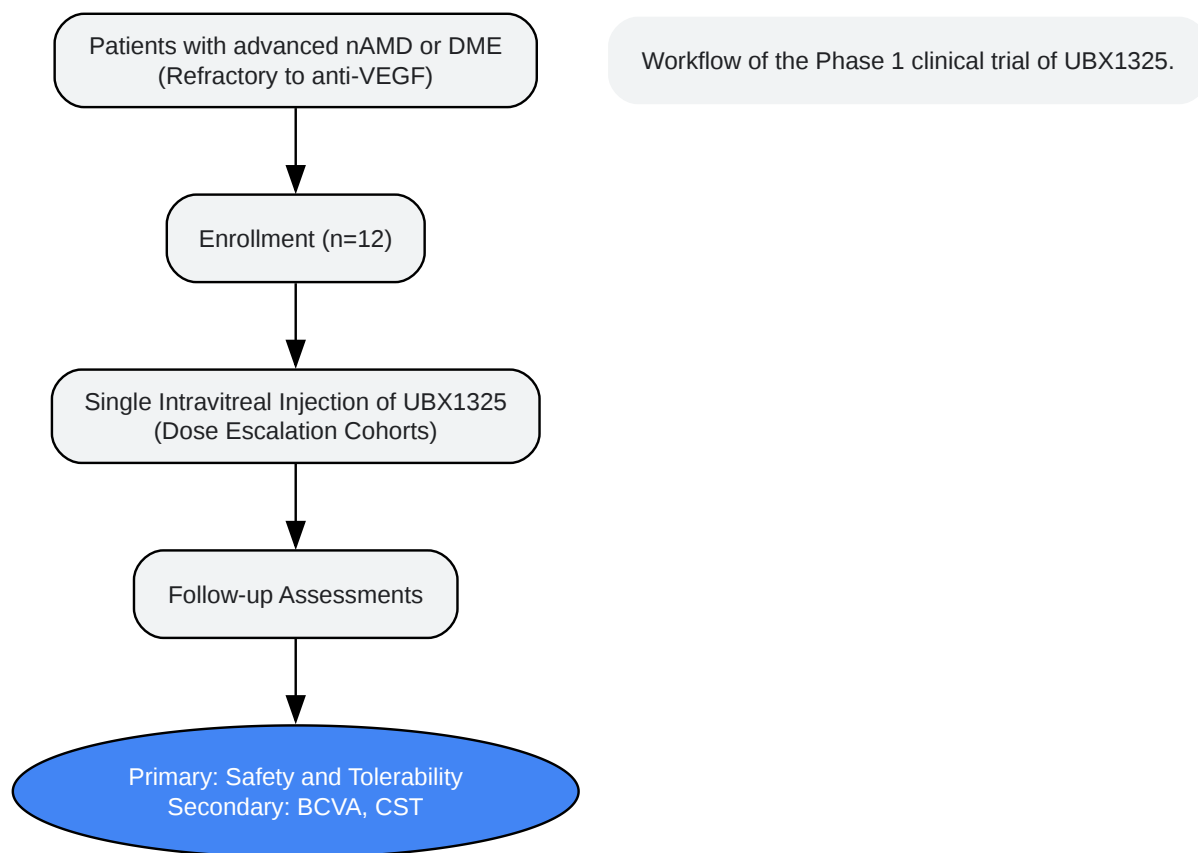 Patients with advanced nAMD or DME
(Refractory to anti-VEGF)
Workflow of the Phase 1 clinical trial of UBX1325.
Enrollment (n=12)
Single Intravitreal Injection of UBX1325
(Dose Escalation Cohorts)
Follow-up Assessments
Primary: Safety and Tolerability
Secondary: BCVA, CST